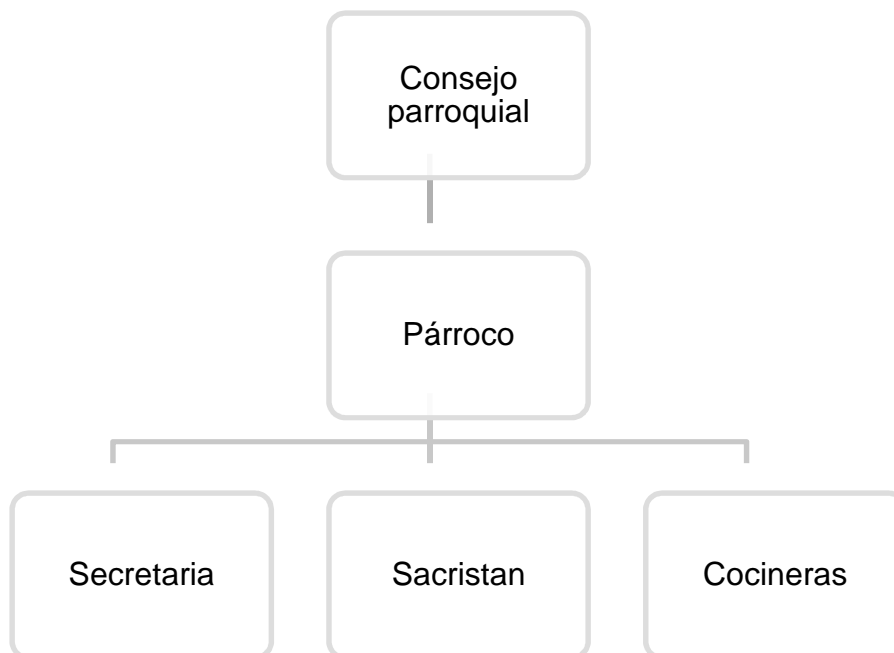 Consejo
parroquial
Párroco
Secretaria
Sacristan
Cocineras